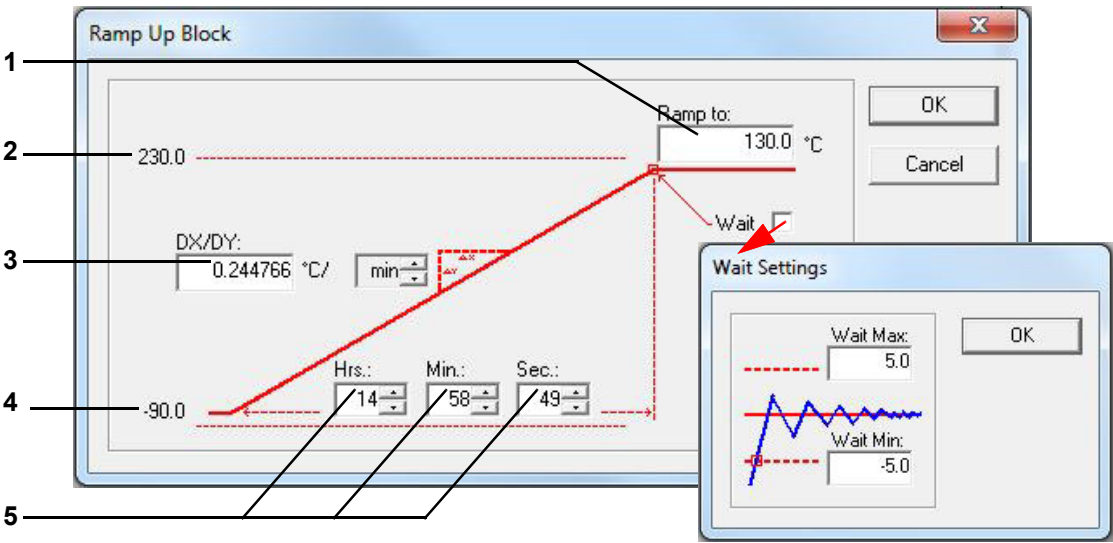 Ramp Up Block
1
Ramp to:
130.0 °C
OK
2
230.0
Cancel
Wait
DX/DY:
3
0.244766 °C/ min
ΔX
ΔY
Wait Settings
Hrs.: Min.: Sec.:
14 58 49
4
-90.0
Wait Max:
5.0
OK
Wait Min:
-5.0
5